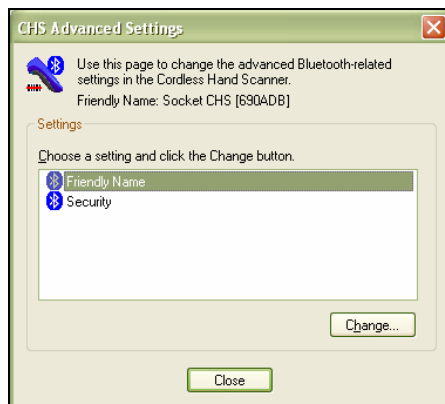 CHS Advanced Settings
Use this page to change the advanced Bluetooth-related
settings in the Cordless Hand Scanner.
Friendly Name: Socket CHS [690ADB]
Settings
Choose a setting and click the Change button.
Friendly Name
Security
Change...
Close